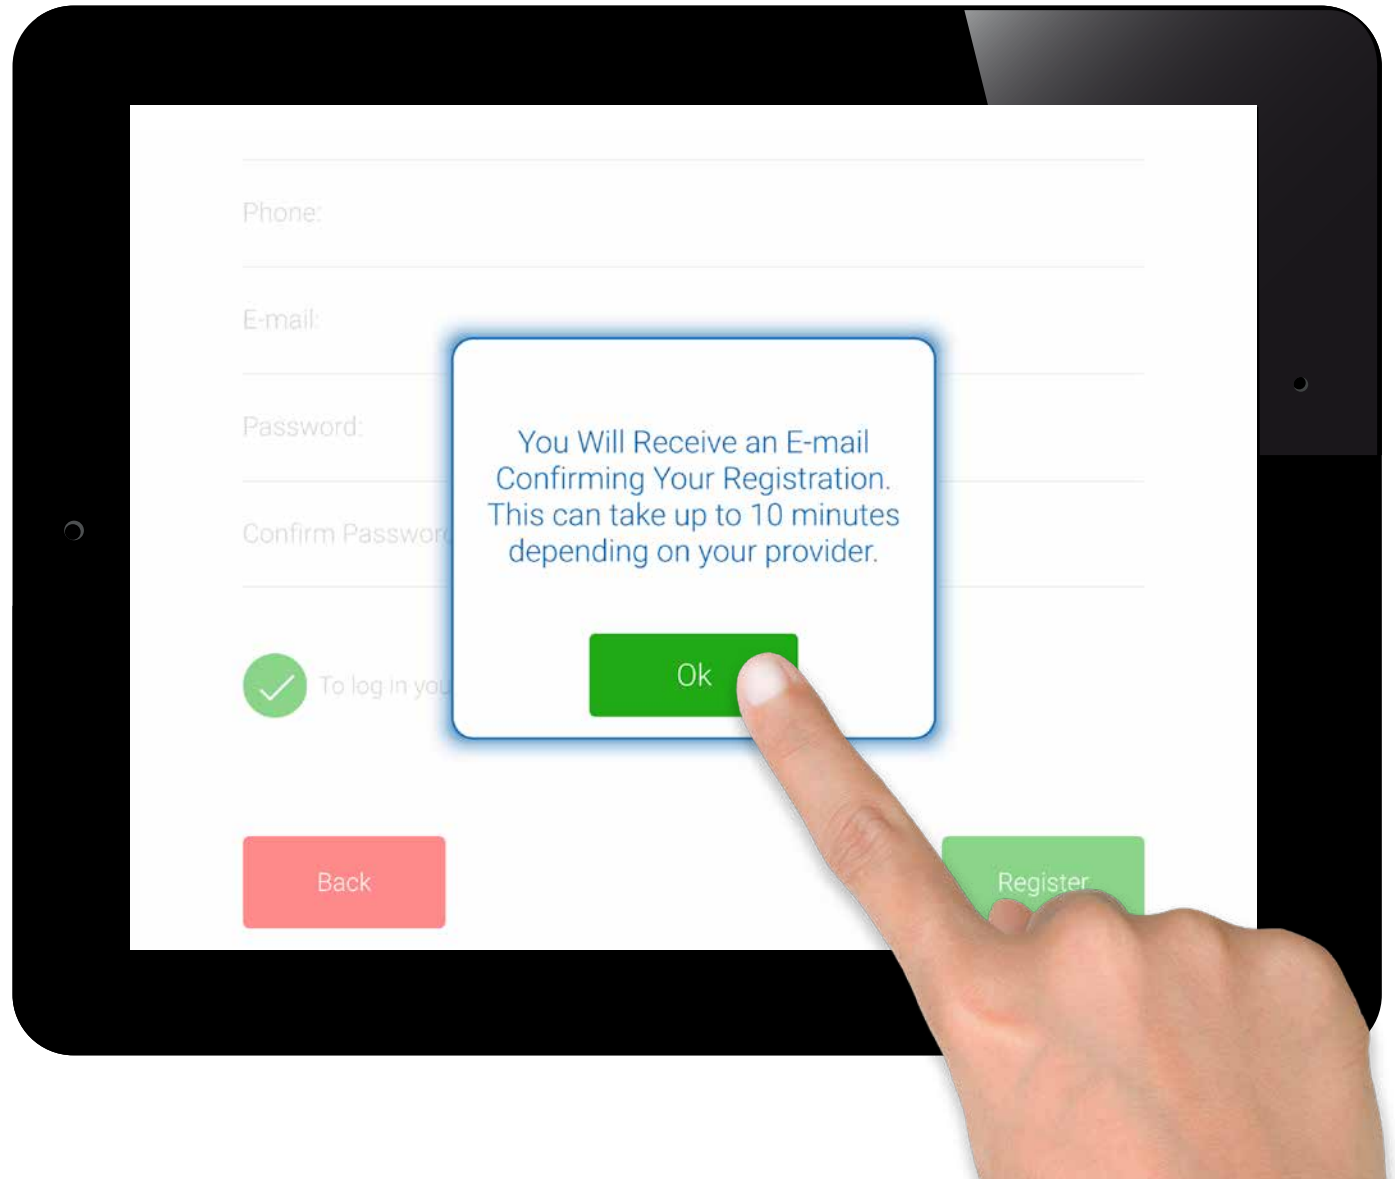 Phone:
E-mail:
Password:
Confirm Password
To log in you
You Will Receive an E-mail
Confirming Your Registration.
This can take up to 10 minutes
depending on your provider.
Ok
Back
Register